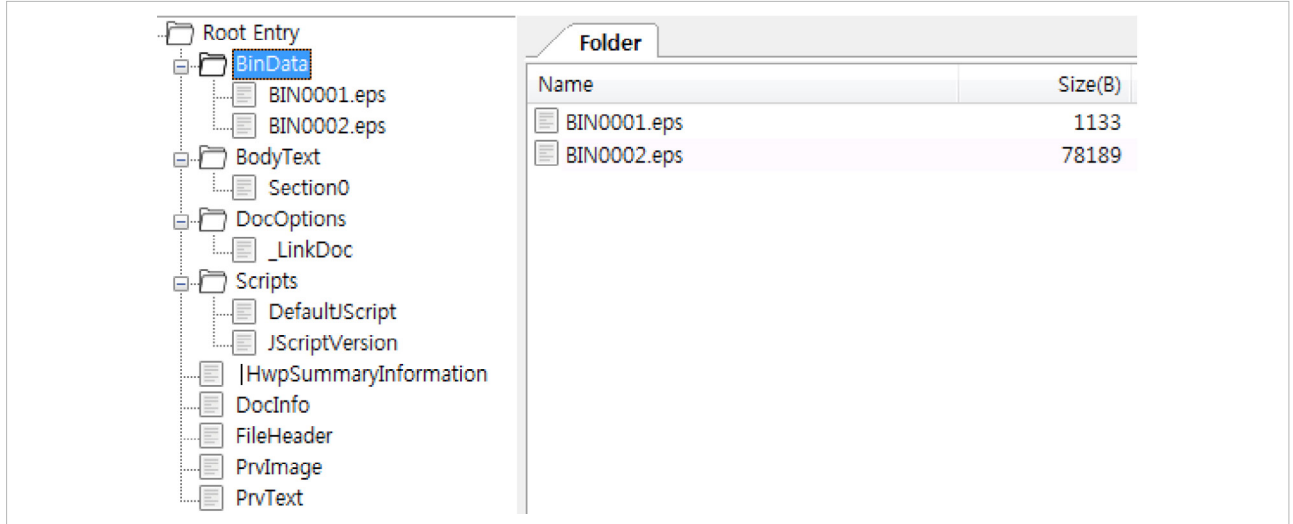 Root Entry
BinData
BIN0001.eps
BIN0002.eps
BodyText
Section0
DocOptions
_LinkDoc
Scripts
DefaultJScript
JScriptVersion
|HwpSummaryInformation
DocInfo
FileHeader
PrvImage
PrvText
Folder
Name Size(B)
BIN0001.eps 1133
BIN0002.eps 78189